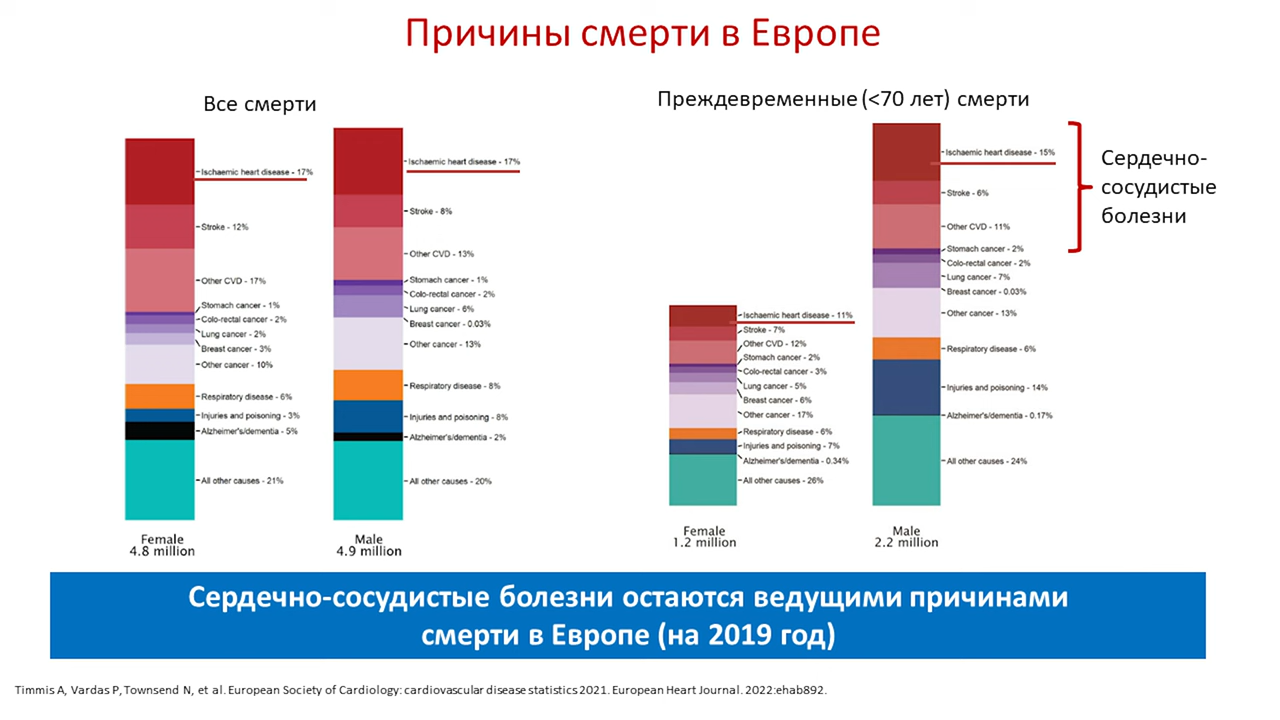 Причины смерти в Европе
Все смерти
Ischaemic heart disease - 17%
Stroke - 12%
Other CVD - 17%
Stomach cancer - 1%
Colo-rectal cancer - 2%
Lung cancer - 2%
Breast cancer - 3%
Other cancer - 10%
Respiratory disease - 6%
Injuries and poisoning - 3%
Alzheimer's/dementia - 5%
All other causes - 21%
Female
4.8 million
Ischaemic heart disease - 17%
Stroke - 8%
Other CVD - 13%
Stomach cancer - 1%
Colo-rectal cancer - 2%
Lung cancer - 6%
Breast cancer - 0.03%
Other cancer - 13%
Respiratory disease - 8%
Injuries and poisoning - 8%
Alzheimer's/dementia - 2%
All other causes - 20%
Male
4.9 million
Преждевременные (<70 лет) смерти
Ischaemic heart disease - 11%
Stroke - 7%
Other CVD - 12%
Stomach cancer - 2%
Colo-rectal cancer - 3%
Lung cancer - 5%
Breast cancer - 6%
Other cancer - 17%
Respiratory disease - 6%
Injuries and poisoning - 7%
Alzheimer's/dementia - 0.34%
All other causes - 26%
Female
1.2 million
Ischaemic heart disease - 15%
Stroke - 6%
Other CVD - 11%
Stomach cancer - 2%
Colo-rectal cancer - 2%
Lung cancer - 7%
Breast cancer - 0.03%
Other cancer - 13%
Respiratory disease - 6%
Injuries and poisoning - 14%
Alzheimer's/dementia - 0.17%
All other causes - 24%
Male
2.2 million
Сердечно-
сосудистые
болезни
Сердечно-сосудистые болезни остаются ведущими причинами
смерти в Европе (на 2019 год)
Timmis A, Vardas P, Townsend N, et al. European Society of Cardiology: cardiovascular disease statistics 2021. European Heart Journal. 2022:ehab892.